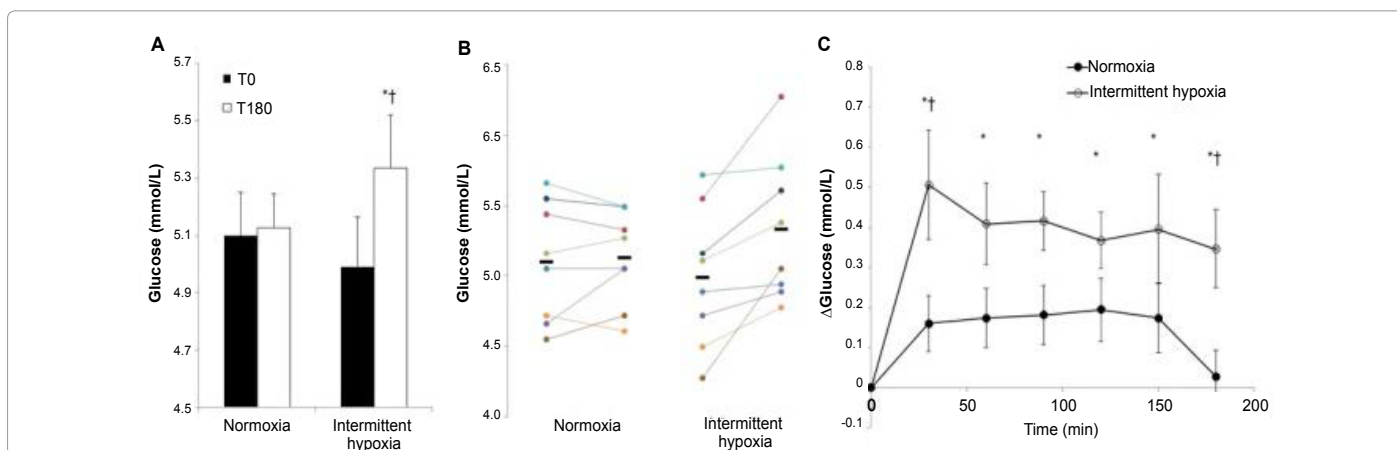 A
Glucose (mmol/L)
5.7
5.5
5.3
5.1
4.9
4.7
4.5
T0
T180
*†
Normoxia
Intermittent
hypoxia
B
Glucose (mmol/L)
6.5
6.5
5.5
5.0
4.5
4.0
Normoxia
Intermittent
hypoxia
C
ΔGlucose (mmol/L)
0.8
0.7
0.6
0.5
0.4
0.3
0.2
0.1
0
-0.1
Normoxia
Intermittent hypoxia
*†
*
*
*
*
*†
0
50
100
150
200
Time (min)